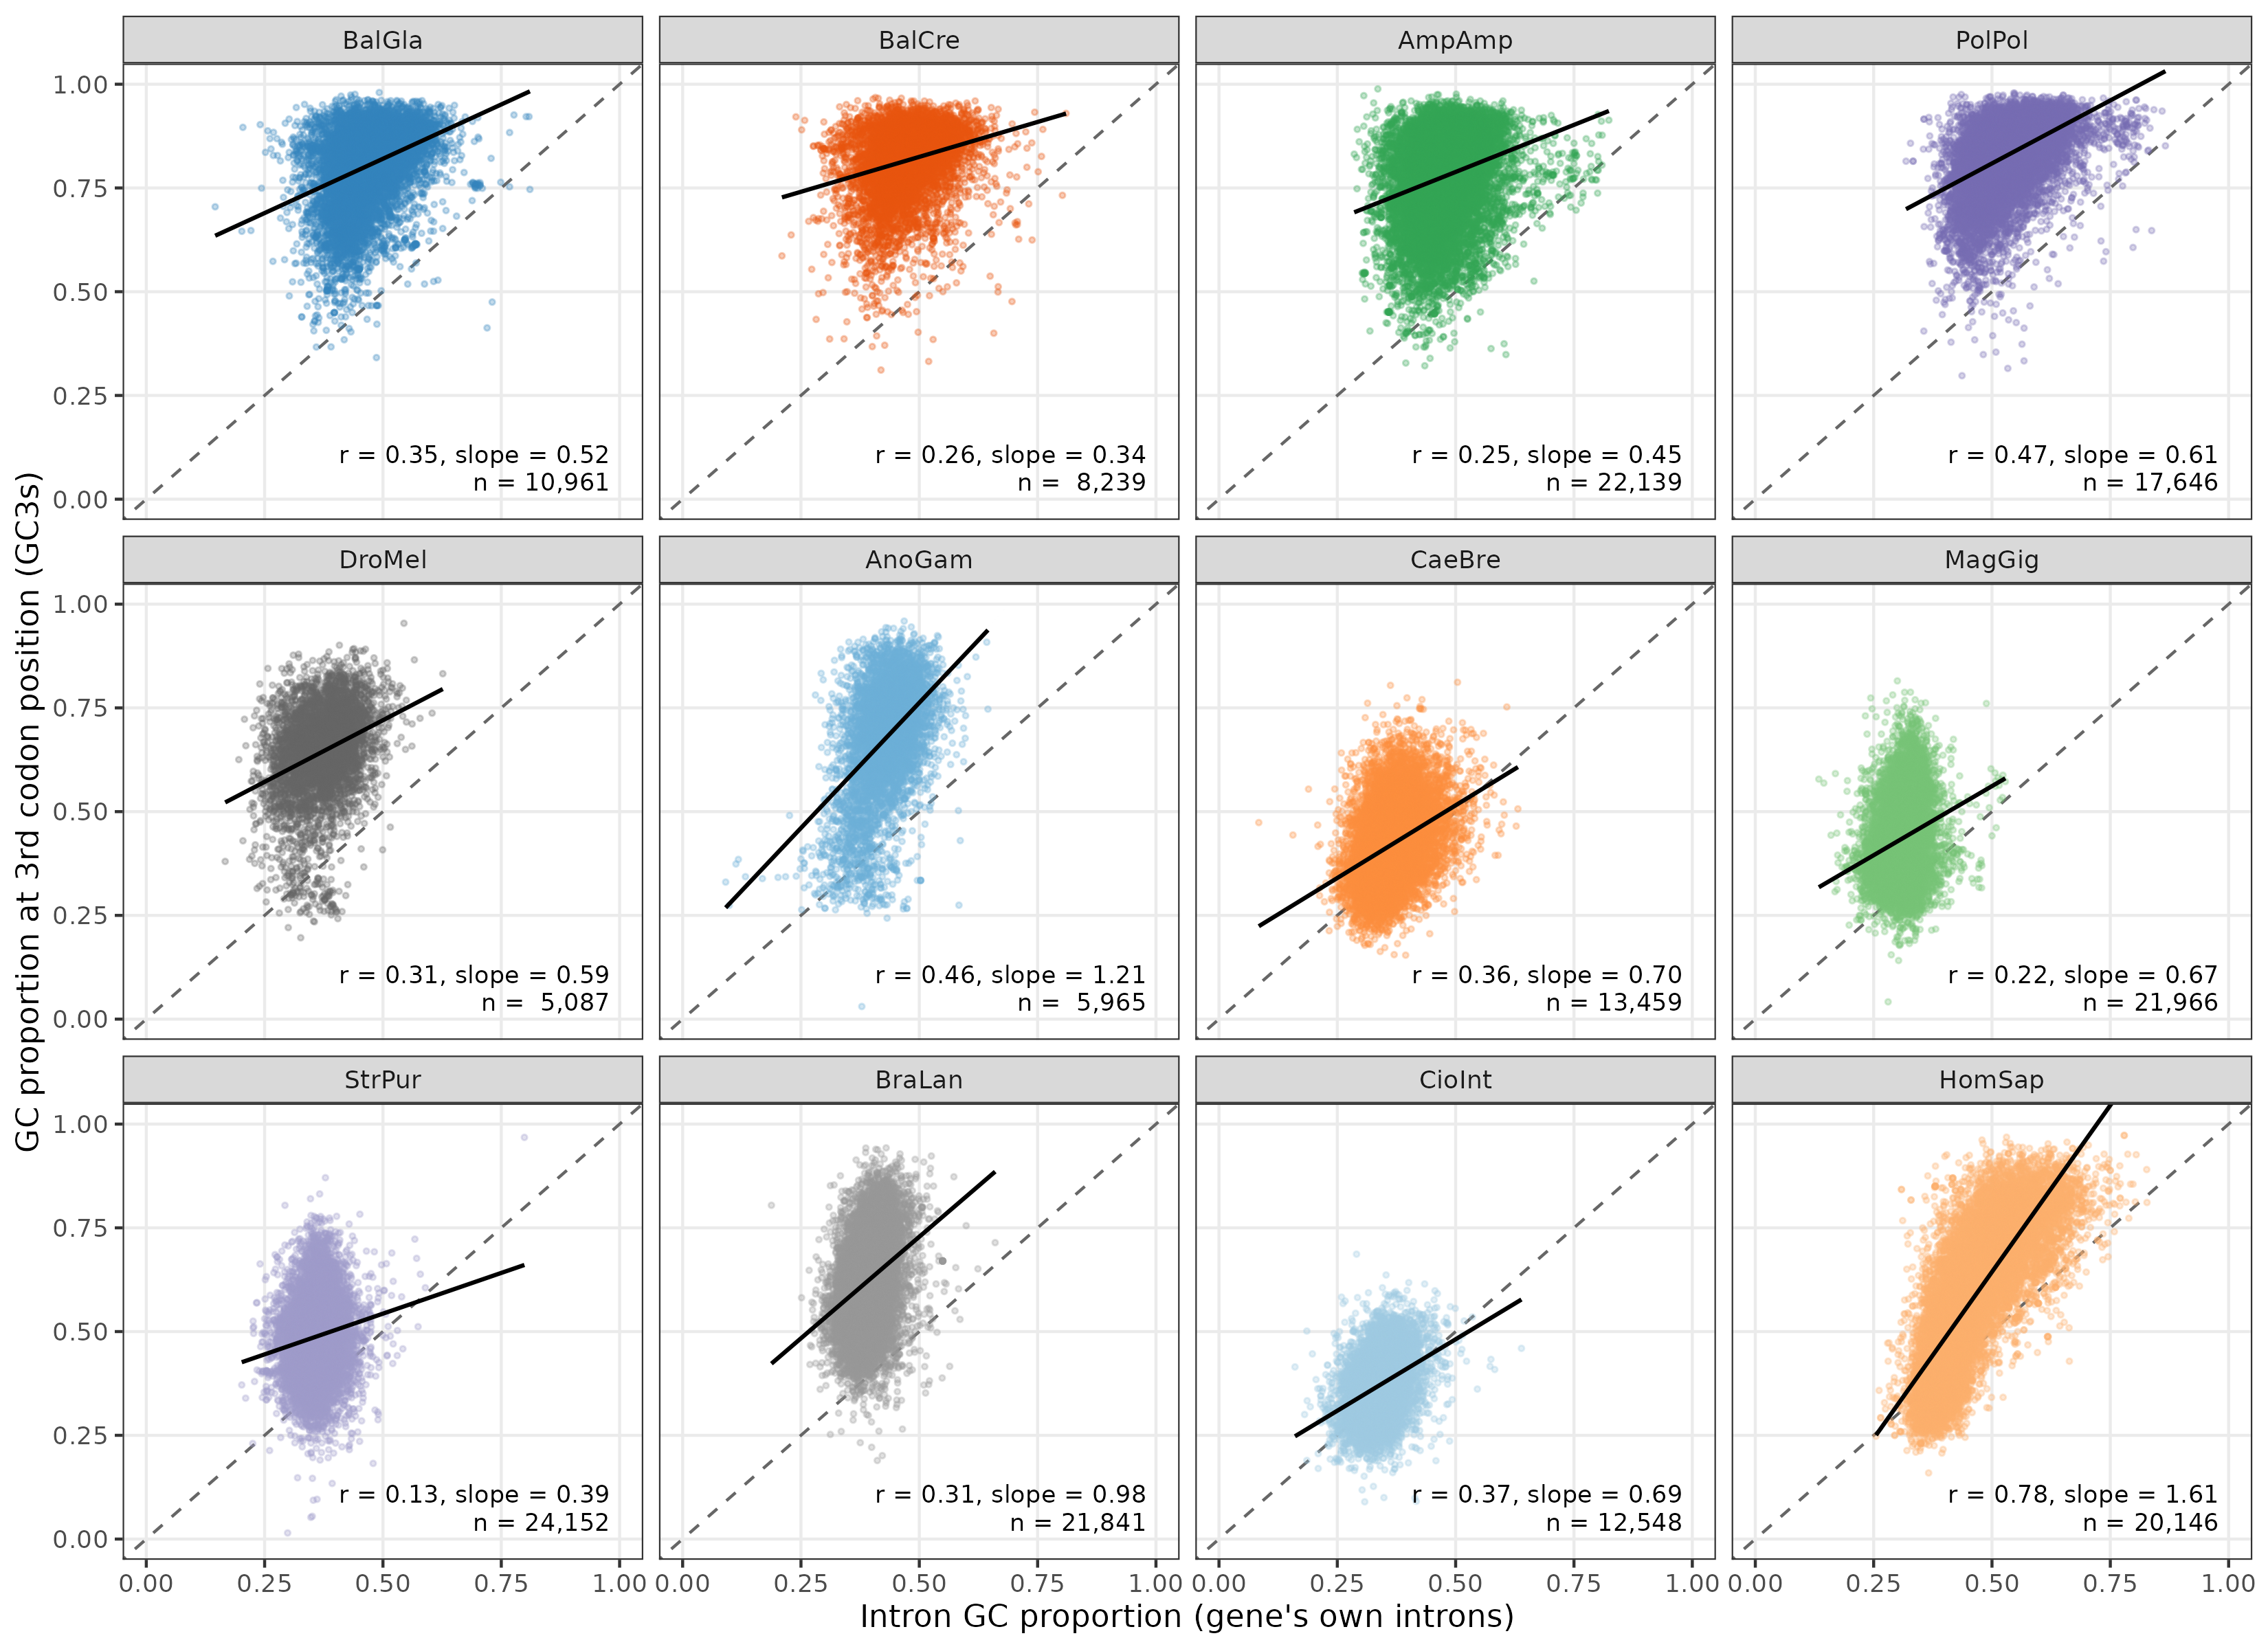 BalGla BalCre AmpAmp PolPol
1.00
0.75
0.50
0.25
r = 0.35, slope = 0.52 r = 0.26, slope = 0.34 r = 0.25, slope = 0.45 r = 0.47, slope = 0.61
n = 10,961 n = 8,239 n = 22,139 n = 17,646
0.00
GC proportion at 3rd codon position (GC3s)
DroMel AnoGam CaeBre MagGig
1.00
0.75
0.50
0.25
r = 0.31, slope = 0.59 r = 0.46, slope = 1.21 r = 0.36, slope = 0.70 r = 0.22, slope = 0.67
n = 5,087 n = 5,965 n = 13,459 n = 21,966
0.00
StrPur BraLan CioInt HomSap
1.00
0.75
0.50
0.25
r = 0.13, slope = 0.39 r = 0.31, slope = 0.98 r = 0.37, slope = 0.69 r = 0.78, slope = 1.61
n = 24,152 n = 21,841 n = 12,548 n = 20,146
0.00
0.00 0.25 0.50 0.75 1.00 0.00 0.25 0.50 0.75 1.00 0.00 0.25 0.50 0.75 1.00 0.00 0.25 0.50 0.75 1.00
Intron GC proportion (gene's own introns)